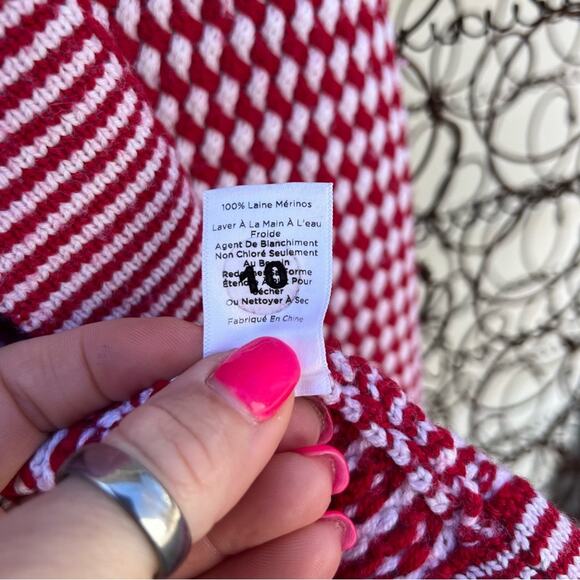 100% Laine Mérinos
Laver À La Main À L'eau
Froide
Agent De Blanchiment
Non Chloré Seulement
Au Besoin
10
Pour
Sécher
Ou Nettoyer À Sec
Fabriqué En Chine